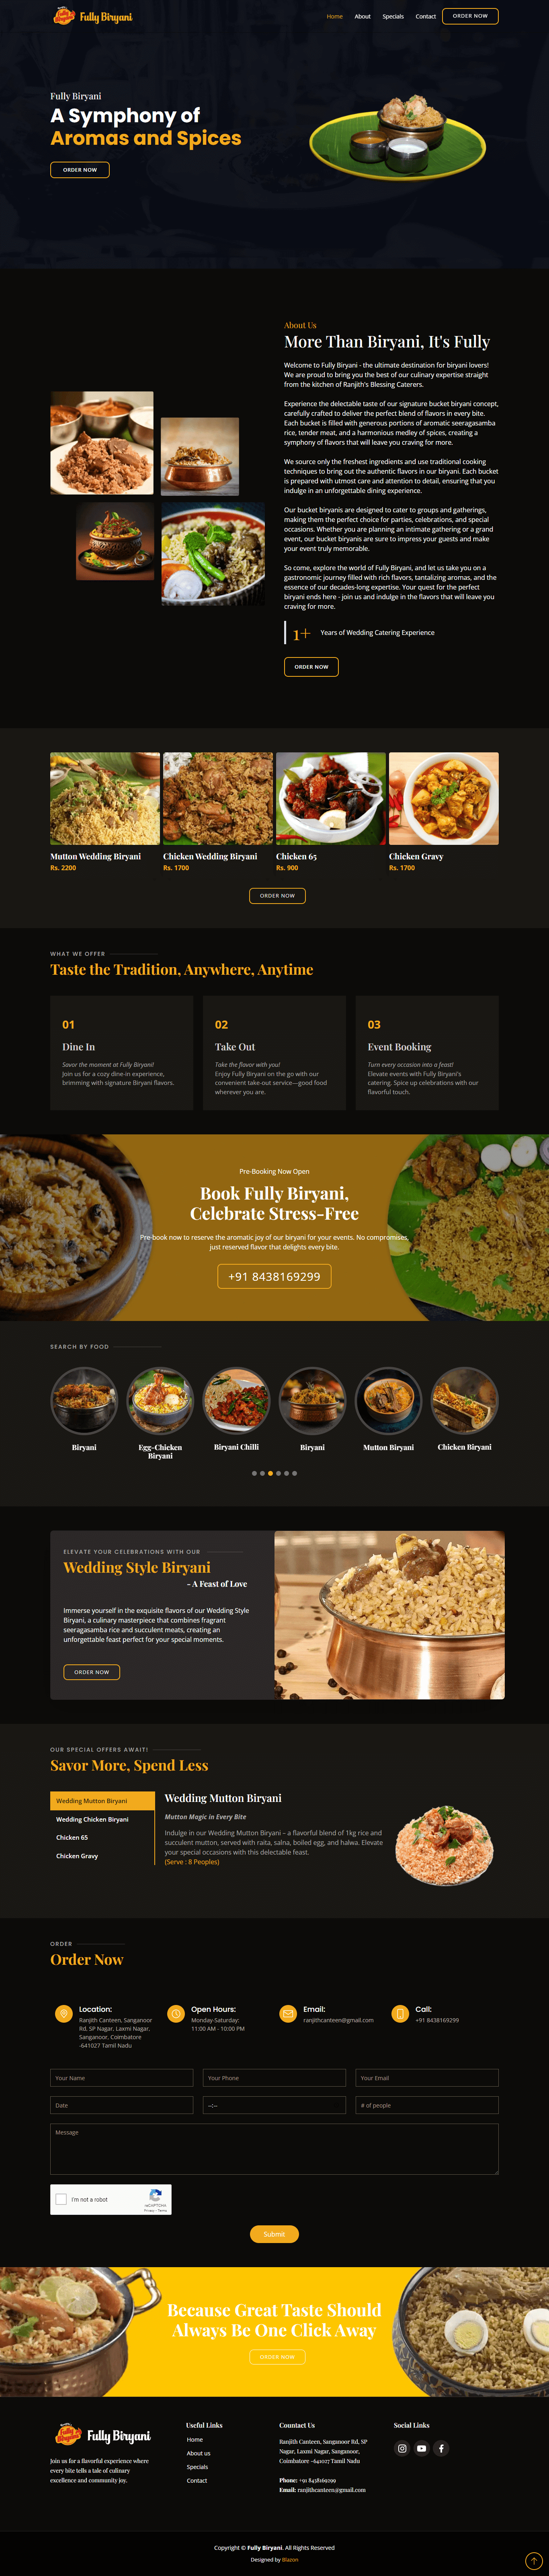 Fully Biryani
Home About Specials Contact ORDER NOW
Fully Biryani
A Symphony of
Aromas and Spices
ORDER NOW
About Us
More Than Biryani, It's Fully
Welcome to Fully Biryani - the ultimate destination for biryani lovers!
We are proud to bring you the best of our culinary expertise straight
from the kitchen of Ranjith's Blessing Caterers.
Experience the delectable taste of our signature bucket biryani concept,
carefully crafted to deliver the perfect blend of flavors in every bite.
Each bucket is filled with generous portions of aromatic seeragasamba
rice, tender meat, and a harmonious medley of spices, creating a
symphony of flavors that will leave you craving for more.
We source only the freshest ingredients and use traditional cooking
techniques to bring out the authentic flavors in our biryani. Each bucket
is prepared with utmost care and attention to detail, ensuring that you
indulge in an unforgettable dining experience.
Our bucket biryanis are designed to cater to groups and gatherings,
making them the perfect choice for parties, celebrations, and special
occasions. Whether you are planning an intimate gathering or a grand
event, our bucket biryanis are sure to impress your guests and make
your event truly memorable.
So come, explore the world of Fully Biryani, and let us take you on a
gastronomic journey filled with rich flavors, tantalizing aromas, and the
essence of our decades-long expertise. Your quest for the perfect
biryani ends here - join us and indulge in the flavors that will leave you
craving for more.
1+ Years of Wedding Catering Experience
ORDER NOW
Mutton Wedding Biryani
Rs. 2200
Chicken Wedding Biryani
Rs. 1700
Chicken 65
Rs. 900
Chicken Gravy
Rs. 1700
ORDER NOW
WHAT WE OFFER
Taste the Tradition, Anywhere, Anytime
01
Dine In
Savor the moment at Fully Biryani!
Join us for a cozy dine-in experience,
brimming with signature Biryani flavors.
02
Take Out
Take the flavor with you!
Enjoy Fully Biryani on the go with our
convenient take-out service—good food
wherever you are.
03
Event Booking
Turn every occasion into a feast!
Elevate events with Fully Biryani's
catering. Spice up celebrations with our
flavorful touch.
Pre-Booking Now Open
Book Fully Biryani,
Celebrate Stress-Free
Pre-book now to reserve the aromatic joy of our biryani for your events. No compromises,
just reserved flavor that delights every bite.
+91 8438169299
SEARCH BY FOOD
Biryani
Egg-Chicken
Biryani
Biryani Chilli
Biryani
Mutton Biryani
Chicken Biryani
ELEVATE YOUR CELEBRATIONS WITH OUR
Wedding Style Biryani
- A Feast of Love
Immerse yourself in the exquisite flavors of our Wedding Style
Biryani, a culinary masterpiece that combines fragrant
seeragasamba rice and succulent meats, creating an
unforgettable feast perfect for your special moments.
ORDER NOW
OUR SPECIAL OFFERS AWAIT!
Savor More, Spend Less
Wedding Mutton Biryani
Wedding Chicken Biryani
Chicken 65
Chicken Gravy
Wedding Mutton Biryani
Mutton Magic in Every Bite
Indulge in our Wedding Mutton Biryani – a flavorful blend of 1kg rice and
succulent mutton, served with raita, salna, boiled egg, and halwa. Elevate
your special occasions with this delectable feast.
(Serve : 8 Peoples)
ORDER
Order Now
Location:
Ranjith Canteen, Sanganoor
Rd, SP Nagar, Laxmi Nagar,
Sanganoor, Coimbatore
-641027 Tamil Nadu
Open Hours:
Monday-Saturday:
11:00 AM - 10:00 PM
Email:
ranjithcanteen@gmail.com
Call:
+91 8438169299
Your Name
Your Phone
Your Email
Date
--:--
# of people
Message
I'm not a robot
reCAPTCHA
Privacy - Terms
Submit
Because Great Taste Should
Always Be One Click Away
ORDER NOW
Fully Biryani
Join us for a flavorful experience where
every bite tells a tale of culinary
excellence and community joy.
Useful Links
Home
About us
Specials
Contact
Countact Us
Ranjith Canteen, Sanganoor Rd, SP
Nagar, Laxmi Nagar, Sanganoor,
Coimbatore -641027 Tamil Nadu
Phone: +91 8438169299
Email: ranjithcanteen@gmail.com
Social Links
Copyright © Fully Biryani. All Rights Reserved
Designed by Blazon